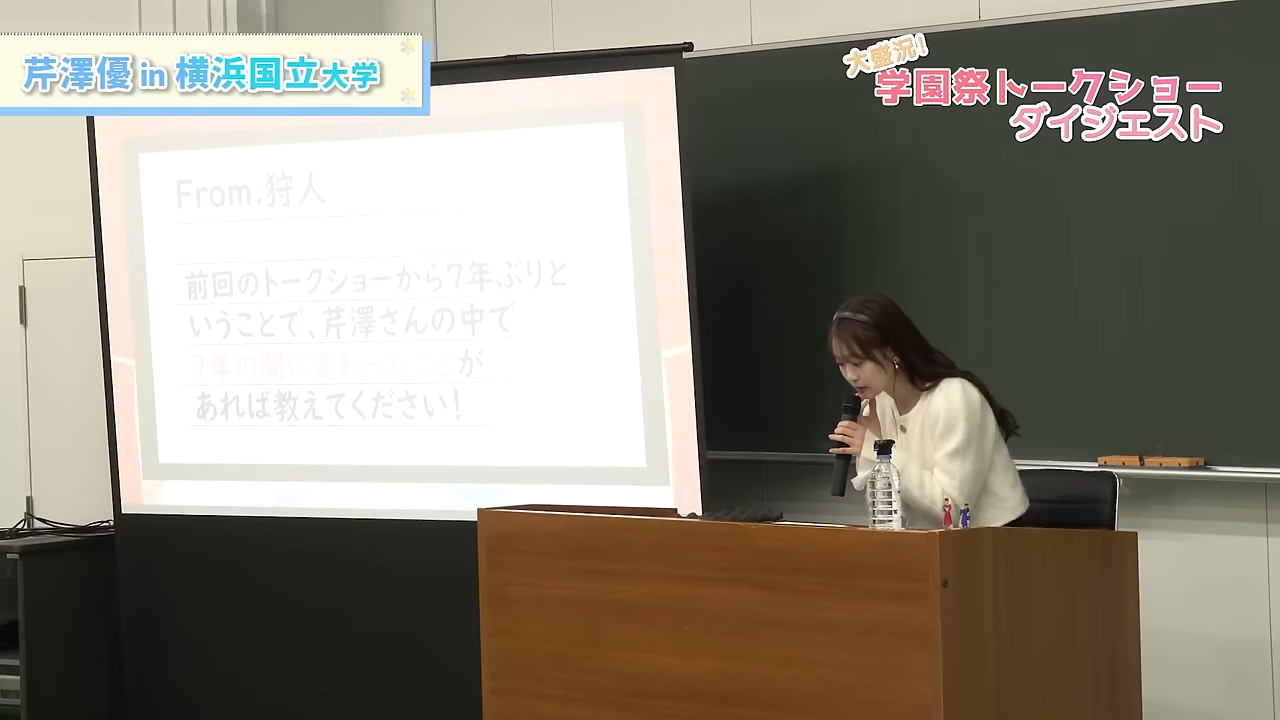 芹澤優 in 横浜国立大学
大盛況!
学園祭トークショー
ダイジェスト
From.狩人
前回のトークショーから7年ぶりと
いうことで、芹澤さんの中で
7年の間に変わったことが
あれば教えてください!